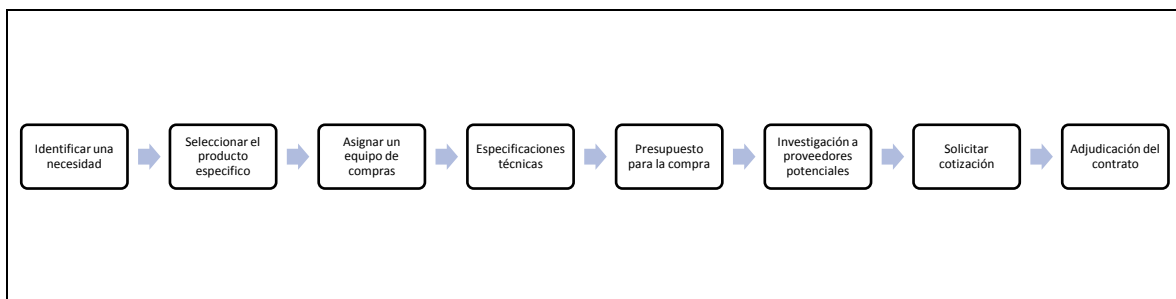 Identificar una
necesidad
Seleccionar el
producto
especifico
Asignar un
equipo de
compras
Especificaciones
técnicas
Presupuesto
para la compra
Investigación a
proveedores
potenciales
Solicitar
cotización
Adjudicación del
contrato